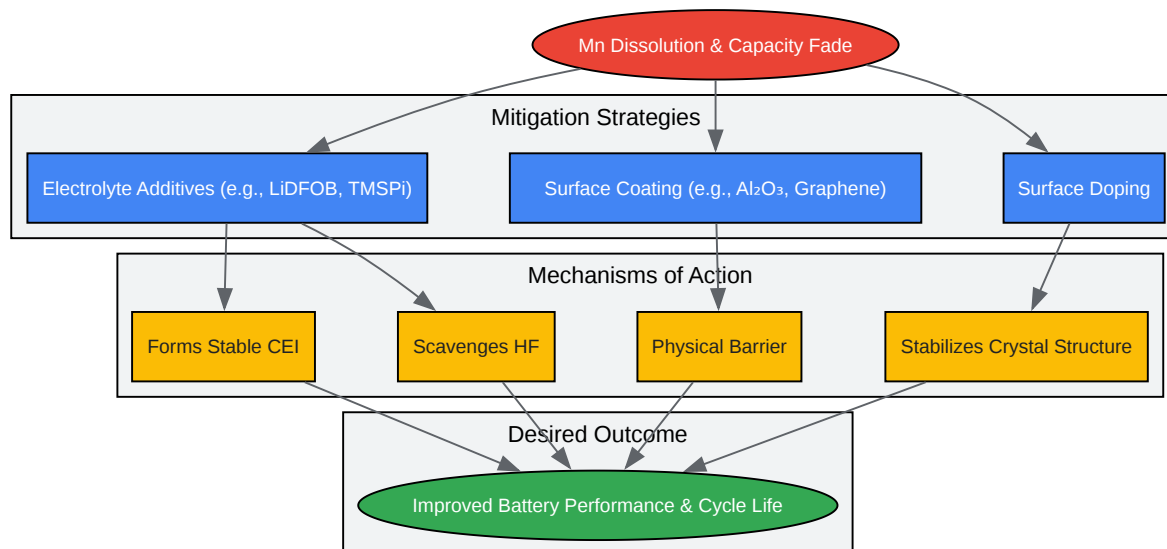 Mn Dissolution & Capacity Fade
Mitigation Strategies
Electrolyte Additives (e.g., LiDFOB, TMSPi)
Surface Coating (e.g., Al₂O₃, Graphene)
Surface Doping
Mechanisms of Action
Forms Stable CEI
Scavenges HF
Physical Barrier
Stabilizes Crystal Structure
Desired Outcome
Improved Battery Performance & Cycle Life